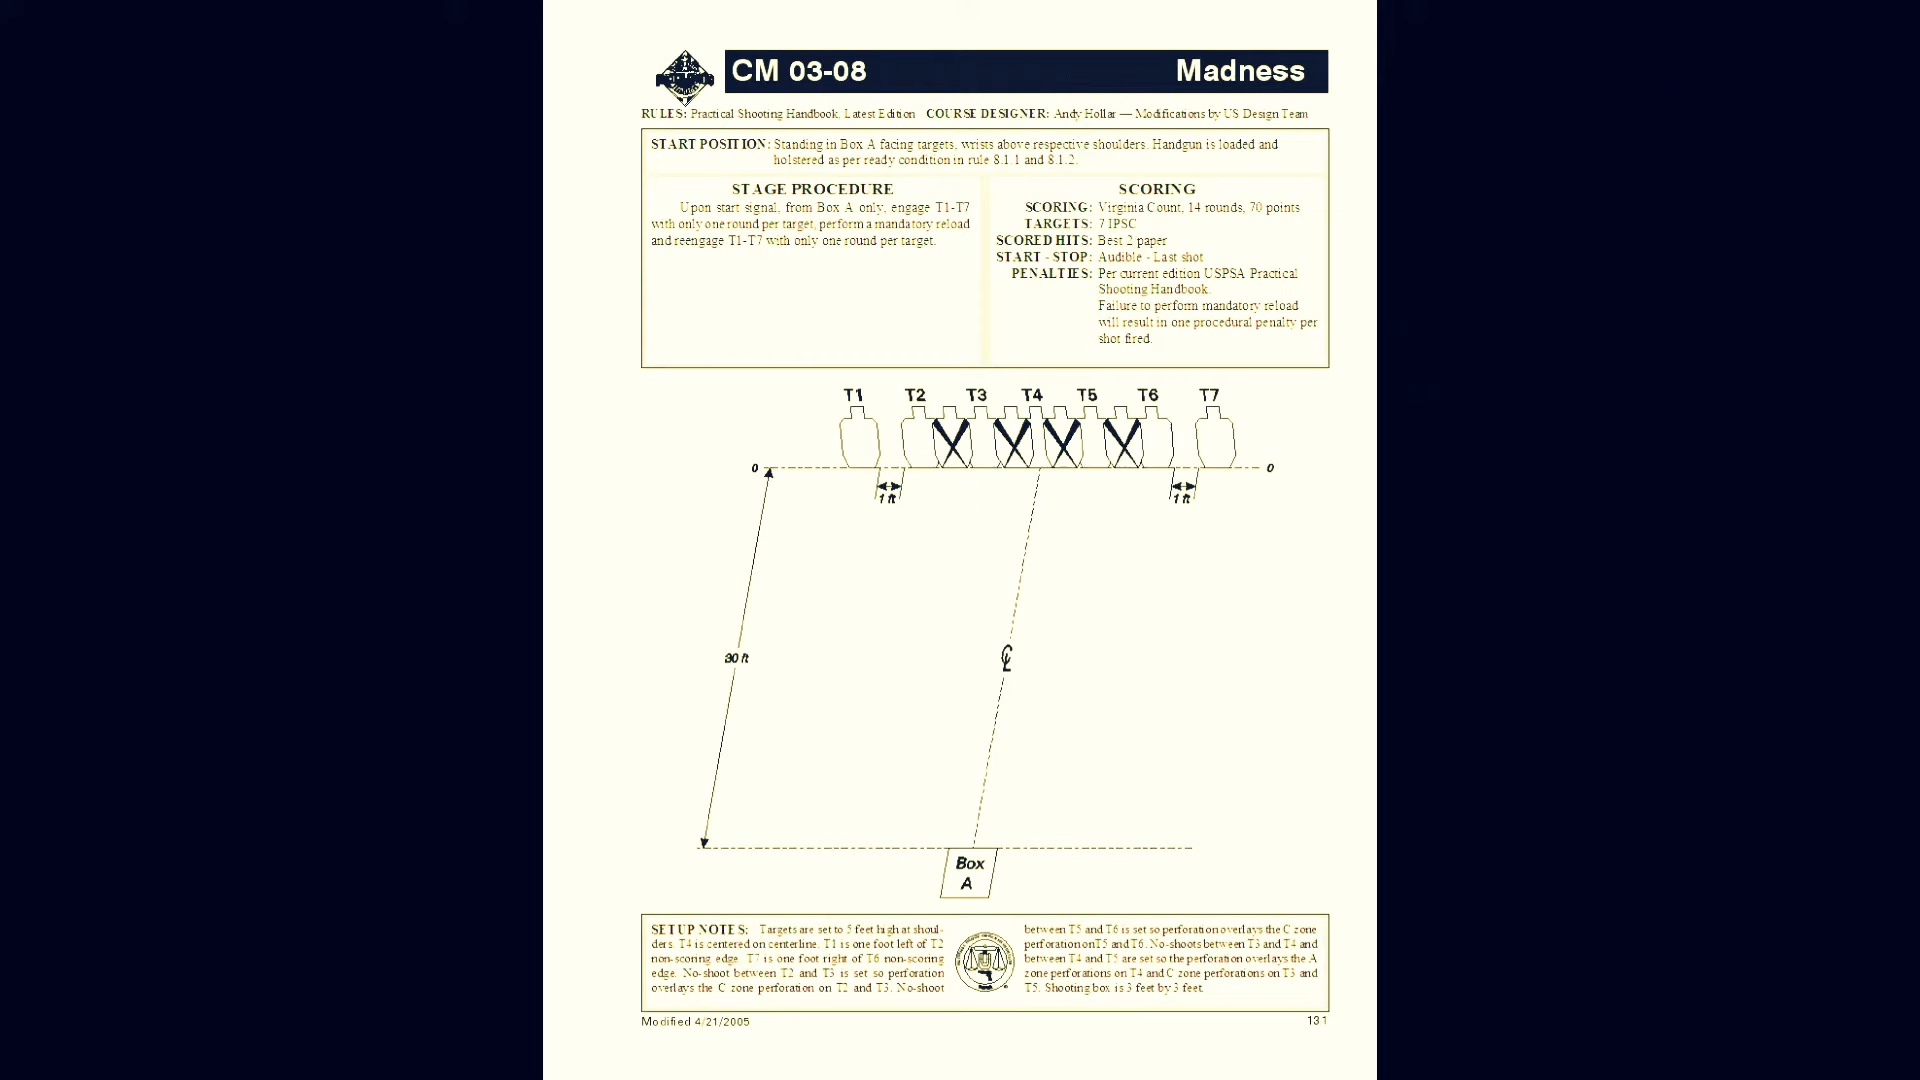 CM 03-08 Madness
RULES: Practical Shooting Handbook, Latest Edition COURSE DESIGNER: Andy Hollar — Modifications by US Design Team
START POSITION: Standing in Box A facing targets, wrists above respective shoulders. Handgun is loaded and
holstered as per ready condition in rule 8.1.1 and 8.1.2.
STAGE PROCEDURE
Upon start signal, from Box A only, engage T1-T7
with only one round per target, perform a mandatory reload
and reengage T1-T7 with only one round per target.
SCORING
SCORING: Virginia Count, 14 rounds, 70 points
TARGETS: 7 IPSC
SCORED HITS: Best 2 paper
START - STOP: Audible - Last shot
PENALTIES: Per current edition USPSA Practical
Shooting Handbook.
Failure to perform mandatory reload
will result in one procedural penalty per
shot fired.
T1 T2 T3 T4 T5 T6 T7
0 0
1 ft 1 ft
30 ft
Box
A
SETUP NOTES: Targets are set to 5 feet high at shoul-
ders. T4 is centered on centerline. T1 is one foot left of T2
non-scoring edge. T7 is one foot right of T6 non-scoring
edge. No-shoot between T2 and T3 is set so perforation
overlays the C zone perforation on T2 and T3. No-shoot
between T5 and T6 is set so perforation overlays the C zone
perforation on T5 and T6. No-shoots between T3 and T4 and
between T4 and T5 are set so the perforation overlays the A
zone perforations on T4 and C zone perforations on T3 and
T5. Shooting box is 3 feet by 3 feet.
Modified 4/21/2005 131